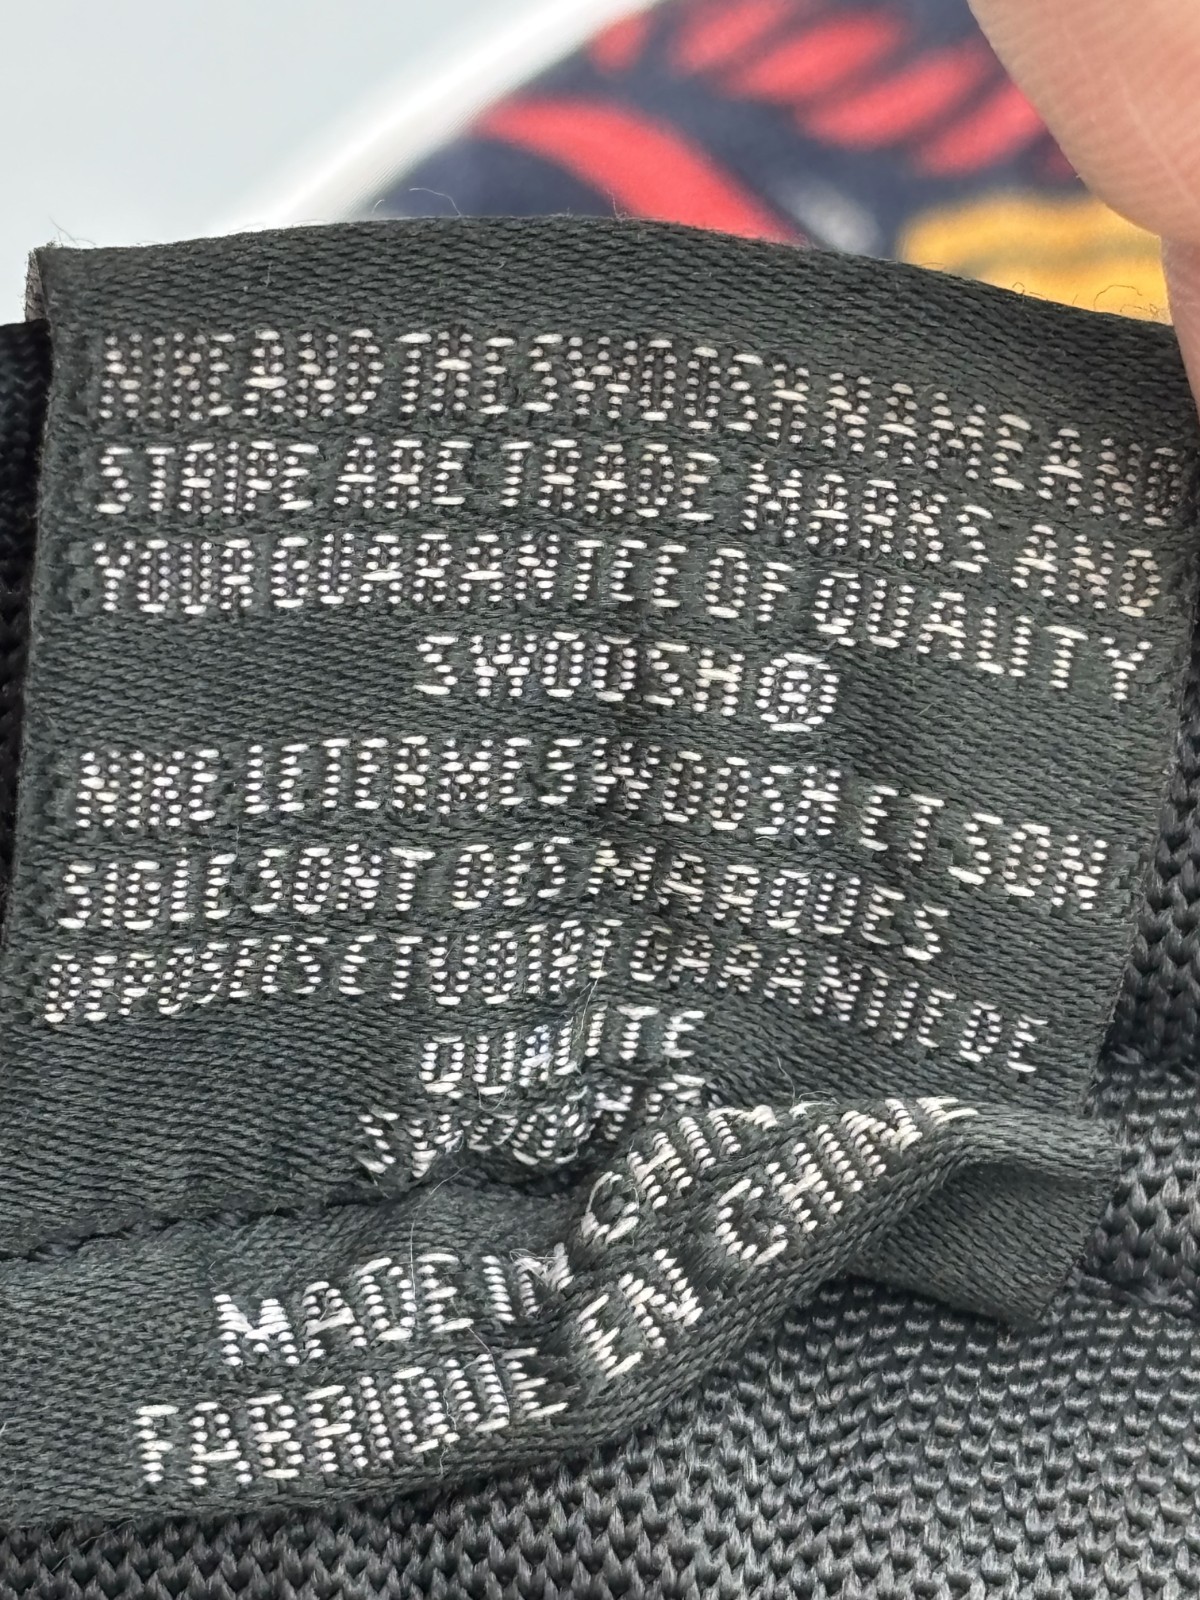 NIKE AND THE SWOOSH NAME AND
STRIPE ARE TRADE MARKS AND
YOUR GUARANTEE OF QUALITY
SWOOSH®
NIKE LE TERME SWOOSH ET SON
SIGLE SONT DES MARQUES
DEPOSEES ET VOTRE GARANTIE DE
QUALITE
MADE IN CHINA
FABRIQUE EN CHINE